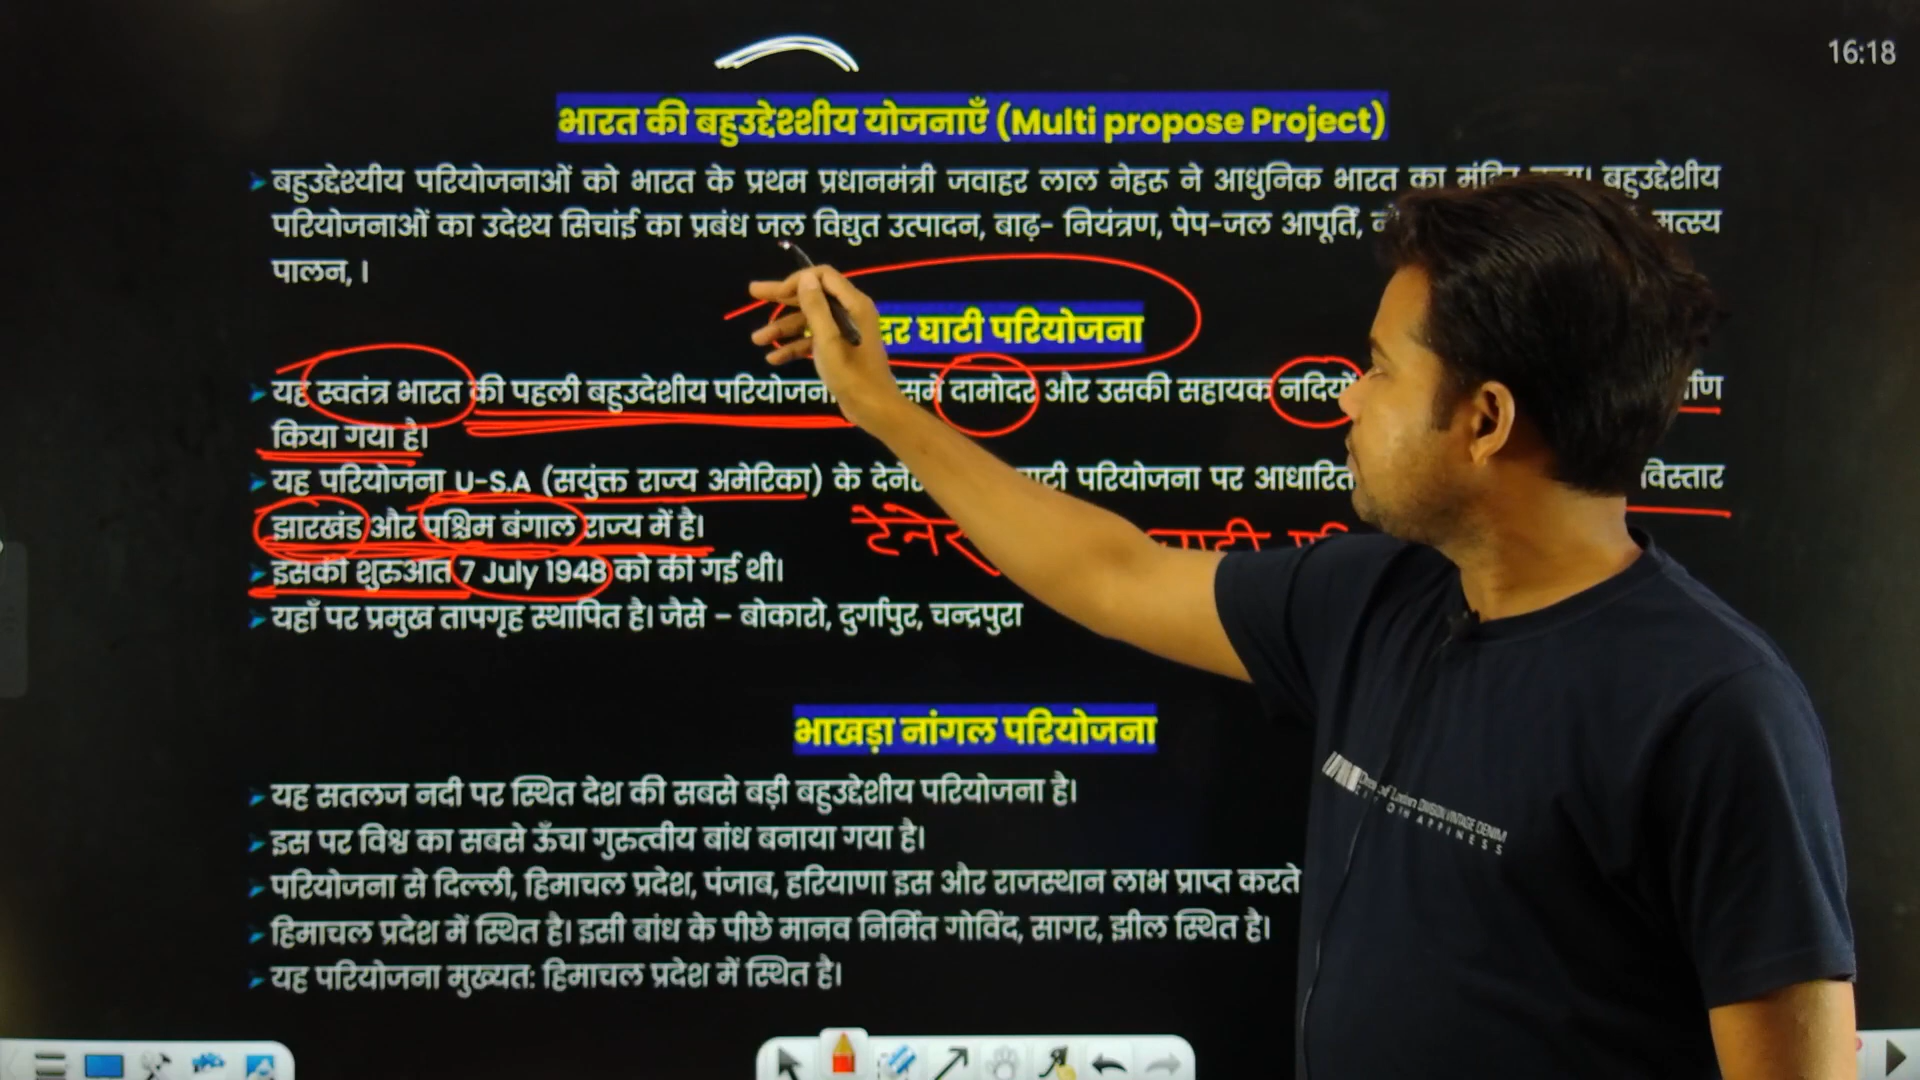 16:18
भारत की बहुउद्देश्शीय योजनाएँ (Multi propose Project)
बहुउद्देश्यीय परियोजनाओं को भारत के प्रथम प्रधानमंत्री जवाहर लाल नेहरू ने आधुनिक भारत का बहुउद्देशीय
परियोजनाओं का उदेश्य सिचांई का प्रबंध जल विद्युत उत्पादन, बाढ़- नियंत्रण, पेप-जल आपूर्ति, मत्स्य
पालन, ।
घाटी परियोजना
यह स्वतंत्र भारत की पहली बहुउदेशीय परियोजना दामोदर और उसकी सहायक नदियों
किया गया है।
यह परियोजना U-S.A (सयुंक्त राज्य अमेरिका) के परियोजना पर आधारित विस्तार
झारखंड और पश्चिम बंगाल राज्य में है।
इसकी शुरुआत 7 July 1948 को की गई थी।
यहाँ पर प्रमुख तापगृह स्थापित है। जैसे – बोकारो, दुर्गापुर, चन्द्रपुरा
भाखड़ा नांगल परियोजना
यह सतलज नदी पर स्थित देश की सबसे बड़ी बहुउद्देशीय परियोजना है।
इस पर विश्व का सबसे ऊँचा गुरुत्वीय बांध बनाया गया है।
परियोजना से दिल्ली, हिमाचल प्रदेश, पंजाब, हरियाणा इस और राजस्थान लाभ प्राप्त करते
हिमाचल प्रदेश में स्थित है। इसी बांध के पीछे मानव निर्मित गोविंद, सागर, झील स्थित है।
यह परियोजना मुख्यत: हिमाचल प्रदेश में स्थित है।